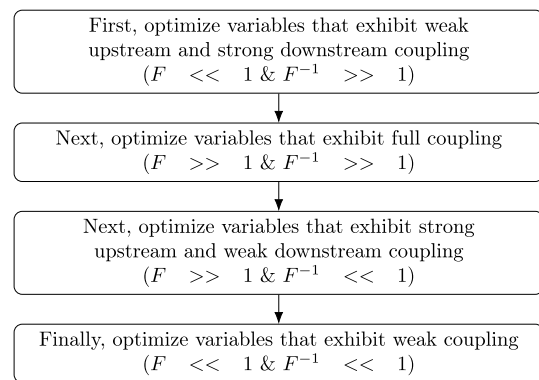 First, optimize variables that exhibit weak
upstream and strong downstream coupling
(F << 1 & F⁻¹ >> 1)
Next, optimize variables that exhibit full coupling
(F >> 1 & F⁻¹ >> 1)
Next, optimize variables that exhibit strong
upstream and weak downstream coupling
(F >> 1 & F⁻¹ << 1)
Finally, optimize variables that exhibit weak coupling
(F << 1 & F⁻¹ << 1)